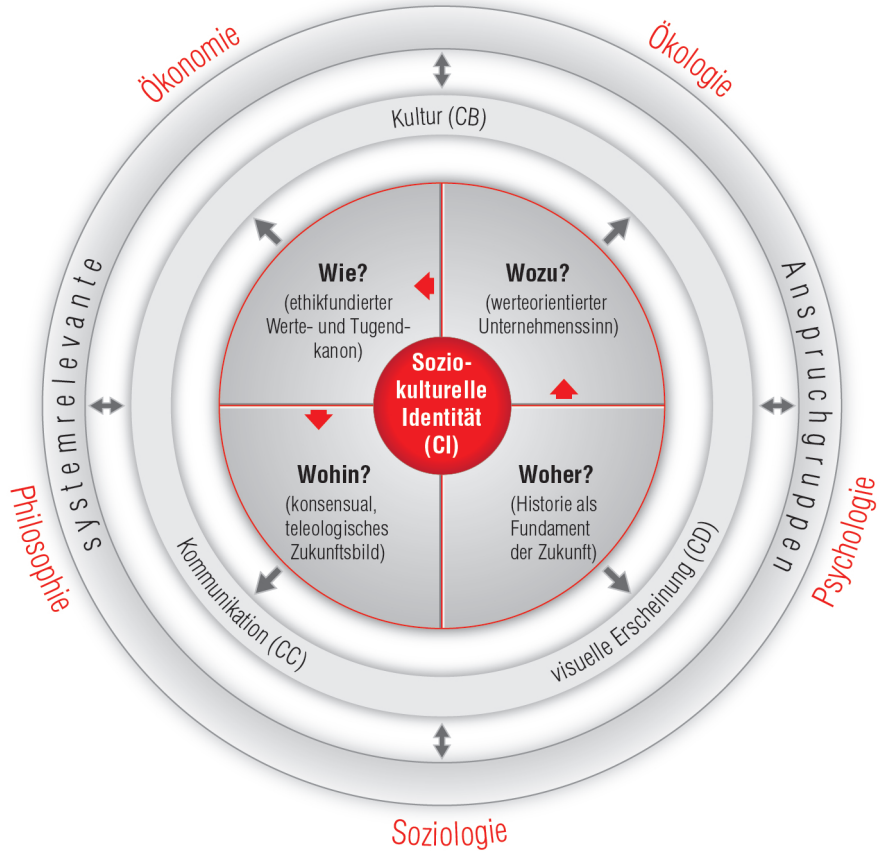 Ökonomie
Ökologie
Kultur (CB)
systemrelevante
Anspruchgruppen
Wie?
(ethikfundierter
Werte- und Tugend-
kanon)
Wozu?
(werteorientierter
Unternehmenssinn)
Sozio-
kulturelle
Identität
(CI)
Wohin?
(konsensual,
teleologisches
Zukunftsbild)
Woher?
(Historie als
Fundament
der Zukunft)
Kommunikation (CC)
visuelle Erscheinung (CD)
Philosophie
Psychologie
Soziologie